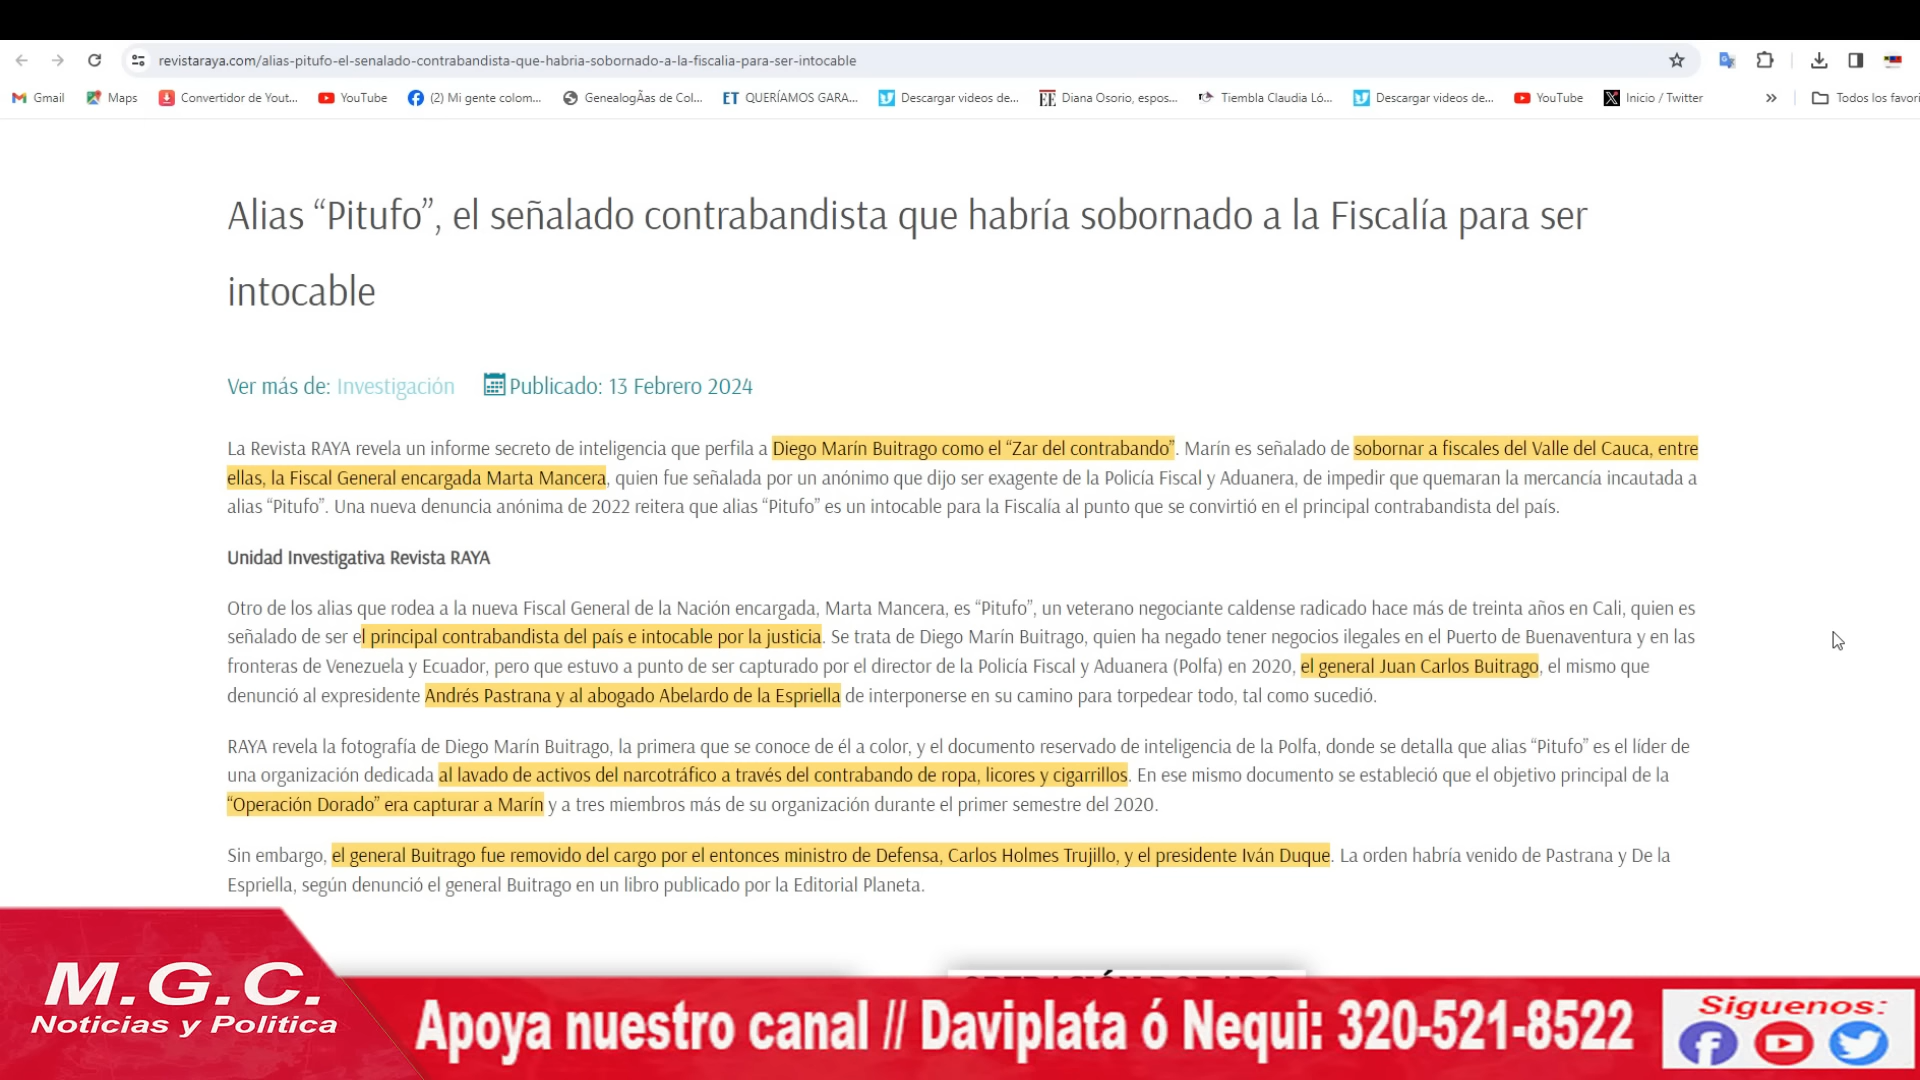 revistaraya.com/alias-pitufo-el-senalado-contrabandista-que-habria-sobornado-a-la-fiscalia-para-ser-intocable
Gmail Maps Convertidor de Yout... YouTube (2) Mi gente colom... GenealogÃas de Col... ET QUERÍAMOS GARA... Descargar videos de... EE Diana Osorio, espos... Tiembla Claudia Ló... Descargar videos de... YouTube Inicio / Twitter » Todos los favori
Alias “Pitufo”, el señalado contrabandista que habría sobornado a la Fiscalía para ser
intocable
Ver más de: Investigación Publicado: 13 Febrero 2024
La Revista RAYA revela un informe secreto de inteligencia que perfila a Diego Marín Buitrago como el “Zar del contrabando”. Marín es señalado de sobornar a fiscales del Valle del Cauca, entre
ellas, la Fiscal General encargada Marta Mancera, quien fue señalada por un anónimo que dijo ser exagente de la Policía Fiscal y Aduanera, de impedir que quemaran la mercancía incautada a
alias “Pitufo”. Una nueva denuncia anónima de 2022 reitera que alias “Pitufo” es un intocable para la Fiscalía al punto que se convirtió en el principal contrabandista del país.
Unidad Investigativa Revista RAYA
Otro de los alias que rodea a la nueva Fiscal General de la Nación encargada, Marta Mancera, es “Pitufo”, un veterano negociante caldense radicado hace más de treinta años en Cali, quien es
señalado de ser el principal contrabandista del país e intocable por la justicia. Se trata de Diego Marín Buitrago, quien ha negado tener negocios ilegales en el Puerto de Buenaventura y en las
fronteras de Venezuela y Ecuador, pero que estuvo a punto de ser capturado por el director de la Policía Fiscal y Aduanera (Polfa) en 2020, el general Juan Carlos Buitrago, el mismo que
denunció al expresidente Andrés Pastrana y al abogado Abelardo de la Espriella de interponerse en su camino para torpedear todo, tal como sucedió.
RAYA revela la fotografía de Diego Marín Buitrago, la primera que se conoce de él a color, y el documento reservado de inteligencia de la Polfa, donde se detalla que alias “Pitufo” es el líder de
una organización dedicada al lavado de activos del narcotráfico a través del contrabando de ropa, licores y cigarrillos. En ese mismo documento se estableció que el objetivo principal de la
“Operación Dorado” era capturar a Marín y a tres miembros más de su organización durante el primer semestre del 2020.
Sin embargo, el general Buitrago fue removido del cargo por el entonces ministro de Defensa, Carlos Holmes Trujillo, y el presidente Iván Duque. La orden habría venido de Pastrana y De la
Espriella, según denunció el general Buitrago en un libro publicado por la Editorial Planeta.
M.G.C.
Noticias y Politica
Apoya nuestro canal // Daviplata ó Nequi: 320-521-8522
Siguenos: